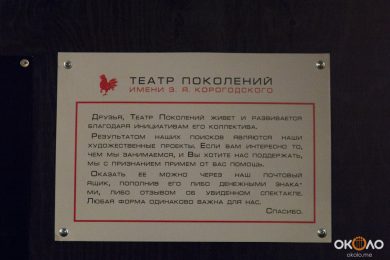 ТЕАТР ПОКОЛЕНИЙ
ИМЕНИ З. Я. КОРОГОДСКОГО
Друзья, Театр Поколений живет и развивается
благодаря инициативам его коллектива.
Результатом наших поисков являются наши
художественные проекты. Если вам интересно то,
чем мы занимаемся, и Вы хотите нас поддержать,
мы с признанием примем от вас помощь.
Оказать ее можно через наш почтовый
ящик, пополнив его либо денежными знака-
ми, либо отзывом об увиденном спектакле.
Любая форма одинаково важна для нас.
Спасибо.
ОКОЛО
okolo.me